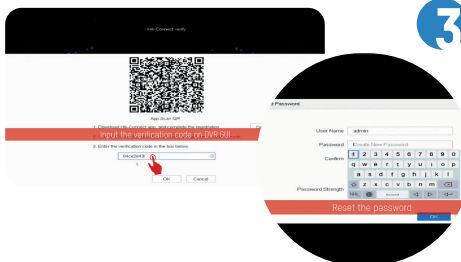 3
Hik-Connect verify
App Scan QR
1. Download Hik-Connect app, and complete the registration
Input the verification code on DVR GUI
3. Enter the verification code in the box below.
OK
Cancel
Password
User Name
admin
Password
Create New Password
Confirm
1 2 3 4 5 6 7 8 9 0
q w e r t y u i o p
a s d f g h j k l
z x c v b n m
Password Strength
Reset the password
OK